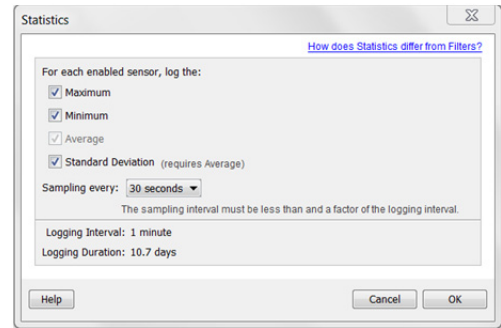 Statistics
How does Statistics differ from Filters?
For each enabled sensor, log the:
Maximum
Minimum
Average
Standard Deviation (requires Average)
Sampling every: 30 seconds
The sampling interval must be less than and a factor of the logging interval.
Logging Interval: 1 minute
Logging Duration: 10.7 days
Help Cancel OK